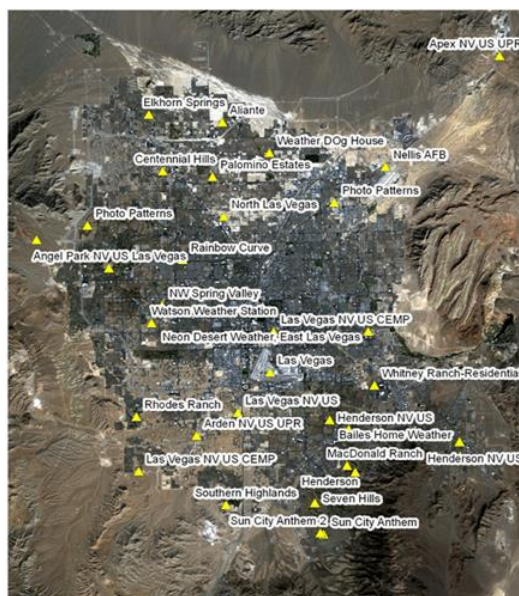 Apex NV US UPR
Elkhorn Springs
Aliante
Weather DOg House
Centennial Hills
Palomino Estates
Nellis AFB
Photo Patterns
North Las Vegas
Photo Patterns
Rainbow Curve
Angel Park NV US Las Vegas
NW Spring Valley
Watson Weather Station
Las Vegas NV US CEMP
Neon Desert Weather, East Las Vegas
Las Vegas
Whitney Ranch-Residential
Rhodes Ranch
Las Vegas NV US
Henderson NV US
Arden NV US UPR
Bailes Home Weather
Henderson NV US
MacDonald Ranch
Las Vegas NV US CEMP
Henderson
Southern Highlands
Seven Hills
Sun City Anthem 2
Sun City Anthem